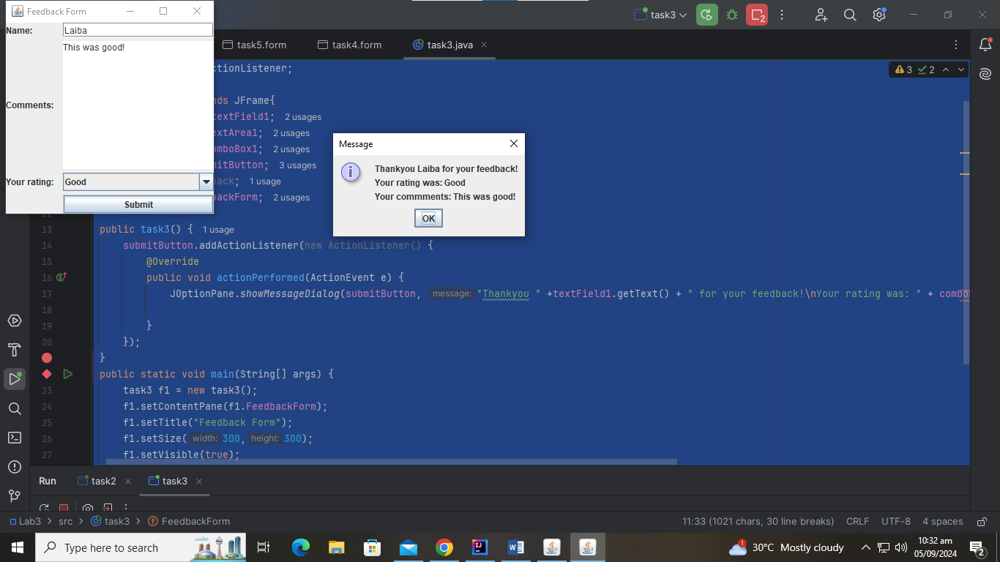 Feedback Form
task3
2
Name:
Laiba
This was good!
Comments:
Your rating:
Good
Submit
task5.form
task4.form
task3.java
ctionListener;
3
2
nds JFrame{
textField1; 2 usages
extArea1; 2 usages
omboBox1; 2 usages
mitButton; 3 usages
back; 1 usage
backForm; 2 usages
Message
Thankyou Laiba for your feedback!
Your rating was: Good
Your commments: This was good!
OK
12
13 public task3() { 1 usage
14 submitButton.addActionListener(new ActionListener() {
15 @Override
16 public void actionPerformed(ActionEvent e) {
17 JOptionPane.showMessageDialog(submitButton, message: "Thankyou " +textField1.getText() + " for your feedback!\nYour rating was: " + combo
18
19 }
20 });
}
public static void main(String[] args) {
23 task3 f1 = new task3();
24 f1.setContentPane(f1.FeedbackForm);
25 f1.setTitle("Feedback Form");
26 f1.setSize( width: 300, height: 300);
27 f1.setVisible(true);
Run
task2
task3
Lab3 > src > task3 > FeedbackForm
11:33 (1021 chars, 30 line breaks)
CRLF
UTF-8
4 spaces
Type here to search
1
30°C Mostly cloudy
10:32 am
05/09/2024
2